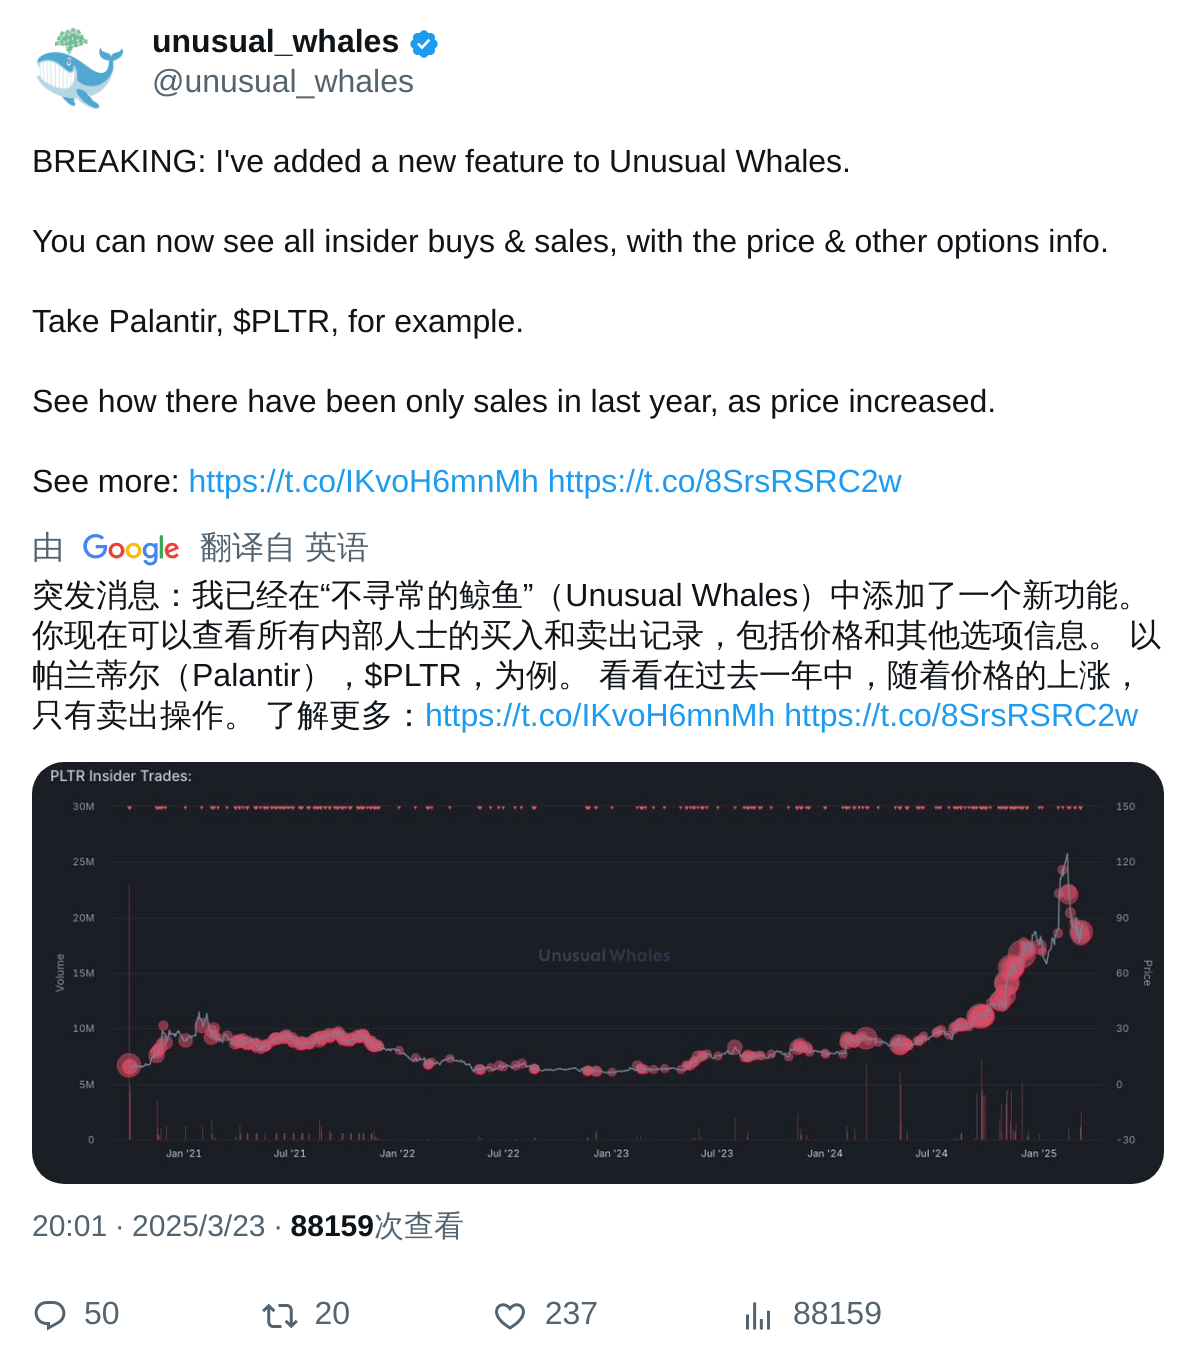 unusual_whales
@unusual_whales
BREAKING: I've added a new feature to Unusual Whales.
You can now see all insider buys & sales, with the price & other options info.
Take Palantir, $PLTR, for example.
See how there have been only sales in last year, as price increased.
See more: https://t.co/IKvoH6mnMh https://t.co/8SrsRSRC2w
由 Google 翻译自 英语
突发消息：我已经在“不寻常的鲸鱼”（Unusual Whales）中添加了一个新功能。
你现在可以查看所有内部人士的买入和卖出记录，包括价格和其他选项信息。 以
帕兰蒂尔（Palantir），$PLTR，为例。 看看在过去一年中，随着价格的上涨，
只有卖出操作。 了解更多：https://t.co/IKvoH6mnMh https://t.co/8SrsRSRC2w
PLTR Insider Trades:
30M 150
25M 120
20M 90
Unusual Whales
Volume
Price
15M 60
10M 30
5M 0
0 -30
Jan '21 Jul '21 Jan '22 Jul '22 Jan '23 Jul '23 Jan '24 Jul '24 Jan '25
20:01 · 2025/3/23 · 88159次查看
50 20 237 88159